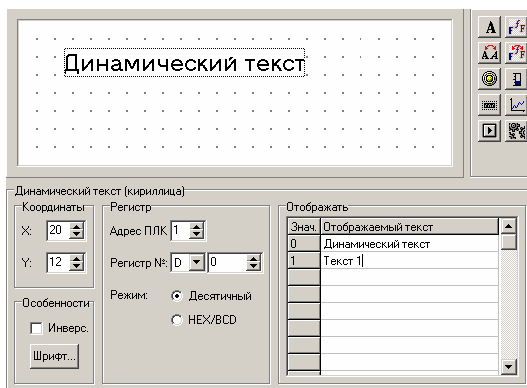 Динамический текст
A
Динамический текст (кириллица)
Координаты
X: 20
Y: 12
Особенности
Инверс.
Шрифт...
Регистр
Адрес ПЛК 1
Регистр №: D 0
Режим: Десятичный
HEX/BCD
Отображать
Знач. Отображаемый текст
0 Динамический текст
1 Текст 1